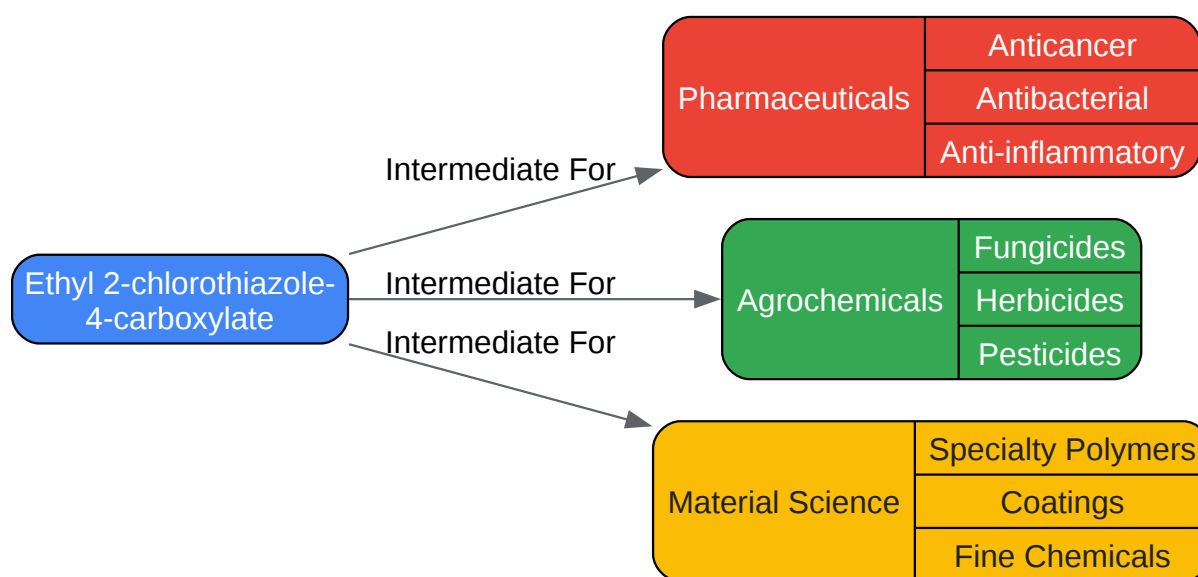 Ethyl 2-chlorothiazole-
4-carboxylate
Intermediate For
Intermediate For
Intermediate For
Pharmaceuticals
Anticancer
Antibacterial
Anti-inflammatory
Agrochemicals
Fungicides
Herbicides
Pesticides
Material Science
Specialty Polymers
Coatings
Fine Chemicals